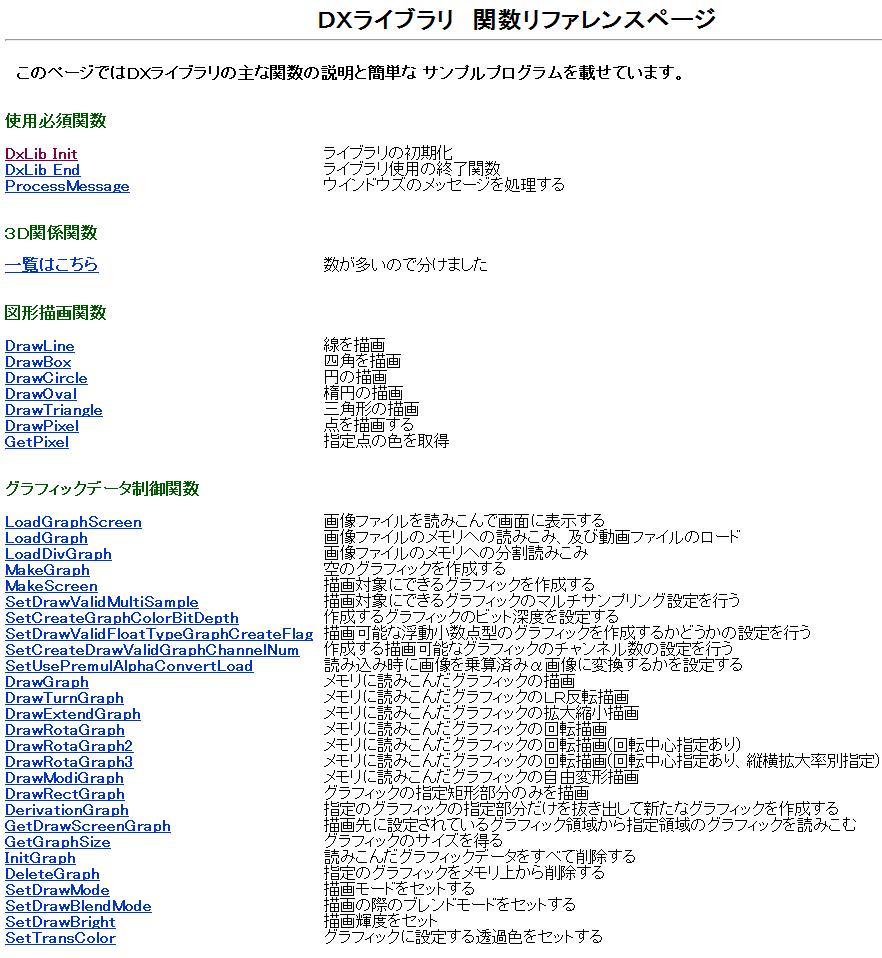 DXライブラリ　関数リファレンスページ
このページではDXライブラリの主な関数の説明と簡単な サンプルプログラムを載せています。
使用必須関数
DxLib Init ライブラリの初期化
DxLib End ライブラリ使用の終了関数
ProcessMessage ウインドウズのメッセージを処理する
３D関係関数
一覧はこちら 数が多いので分けました
図形描画関数
DrawLine 線を描画
DrawBox 四角を描画
DrawCircle 円の描画
DrawOval 楕円の描画
DrawTriangle 三角形の描画
DrawPixel 点を描画する
GetPixel 指定点の色を取得
グラフィックデータ制御関数
LoadGraphScreen 画像ファイルを読みこんで画面に表示する
LoadGraph 画像ファイルのメモリへの読みこみ、及び動画ファイルのロード
LoadDivGraph 画像ファイルのメモリへの分割読みこみ
MakeGraph 空のグラフィックを作成する
MakeScreen 描画対象にできるグラフィックを作成する
SetDrawValidMultiSample 描画対象にできるグラフィックのマルチサンプリング設定を行う
SetCreateGraphColorBitDepth 作成するグラフィックのビット深度を設定する
SetDrawValidFloatTypeGraphCreateFlag 描画可能な浮動小数点型のグラフィックを作成するかどうかの設定を行う
SetCreateDrawValidGraphChannelNum 作成する描画可能なグラフィックのチャンネル数の設定を行う
SetUsePremulAlphaConvertLoad 読み込み時に画像を乗算済みα画像に変換するかを設定する
DrawGraph メモリに読みこんだグラフィックの描画
DrawTurnGraph メモリに読みこんだグラフィックのＬＲ反転描画
DrawExtendGraph メモリに読みこんだグラフィックの拡大縮小描画
DrawRotaGraph メモリに読みこんだグラフィックの回転描画
DrawRotaGraph2 メモリに読みこんだグラフィックの回転描画(回転中心指定あり)
DrawRotaGraph3 メモリに読みこんだグラフィックの回転描画(回転中心指定あり、縦横拡大率別指定)
DrawModiGraph メモリに読みこんだグラフィックの自由変形描画
DrawRectGraph グラフィックの指定矩形部分のみを描画
DerivationGraph 指定のグラフィックの指定部分だけを抜き出して新たなグラフィックを作成する
GetDrawScreenGraph 描画先に設定されているグラフィック領域から指定領域のグラフィックを読みこむ
GetGraphSize グラフィックのサイズを得る
InitGraph 読みこんだグラフィックデータをすべて削除する
DeleteGraph 指定のグラフィックをメモリ上から削除する
SetDrawMode 描画モードをセットする
SetDrawBlendMode 描画の際のブレンドモードをセットする
SetDrawBright 描画輝度をセット
SetTransColor グラフィックに設定する透過色をセットする